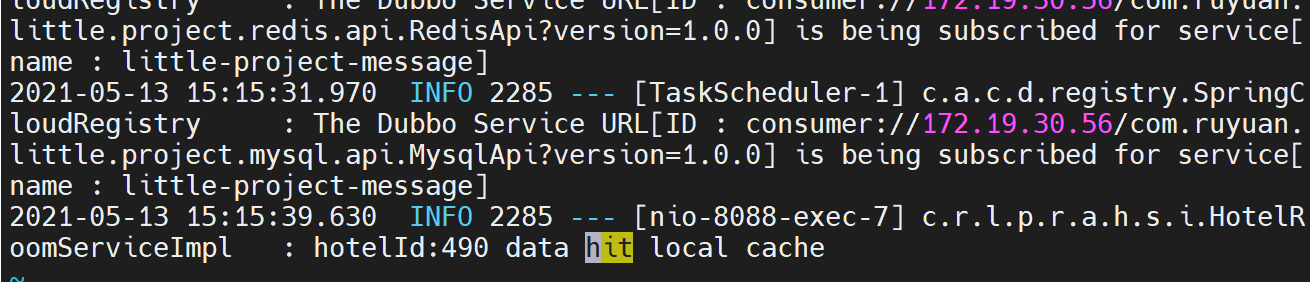 loudRegistry     : The Dubbo Service URL[ID : consumer://172.19.30.56/com.ruyuan.
little.project.redis.api.RedisApi?version=1.0.0] is being subscribed for service[
name : little-project-message]
2021-05-13 15:15:31.970  INFO 2285 --- [TaskScheduler-1] c.a.c.d.registry.SpringC
loudRegistry     : The Dubbo Service URL[ID : consumer://172.19.30.56/com.ruyuan.
little.project.mysql.api.MysqlApi?version=1.0.0] is being subscribed for service[
name : little-project-message]
2021-05-13 15:15:39.630  INFO 2285 --- [nio-8088-exec-7] c.r.l.p.r.a.h.s.i.HotelR
oomServiceImpl   : hotelId:490 data hit local cache
~